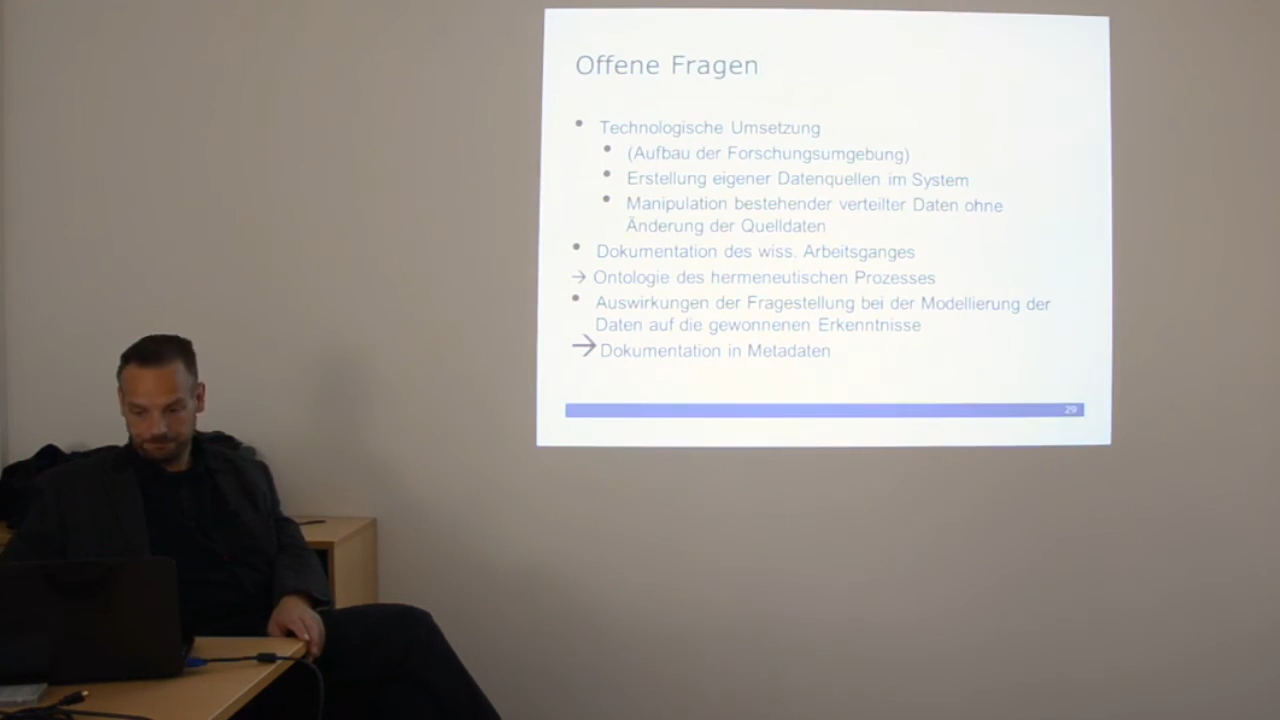 Offene Fragen
• Technologische Umsetzung
• (Aufbau der Forschungsumgebung)
• Erstellung eigener Datenquellen im System
• Manipulation bestehender verteilter Daten ohne
Änderung der Quelldaten
• Dokumentation des wiss. Arbeitsganges
→ Ontologie des hermeneutischen Prozesses
• Auswirkungen der Fragestellung bei der Modellierung der
Daten auf die gewonnenen Erkenntnisse
→ Dokumentation in Metadaten
29